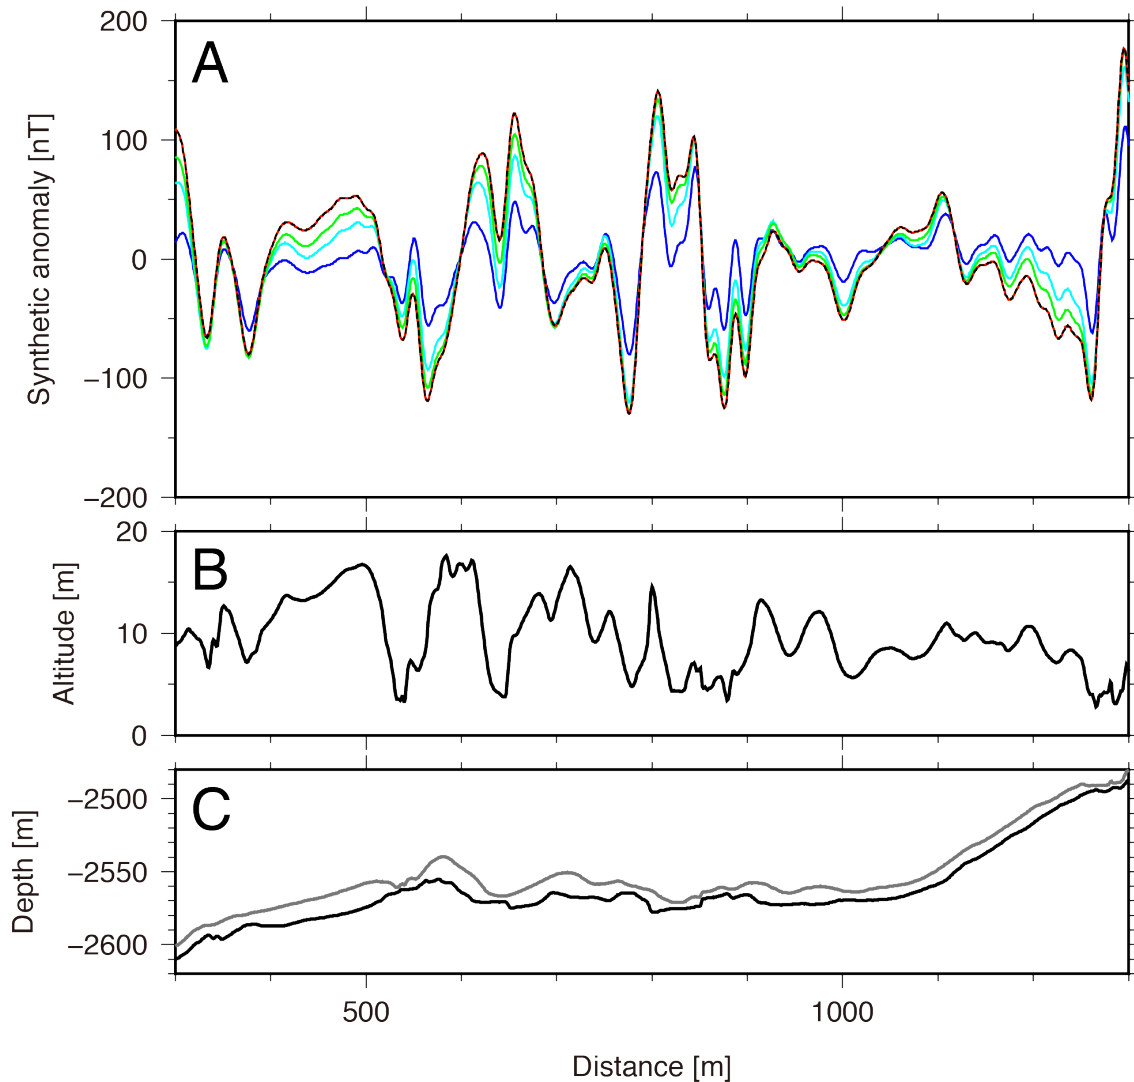 200
A
100
0
−100
−200
Synthetic anomaly [nT]
20
B
10
0
Altitude [m]
C
−2500
−2550
−2600
Depth [m]
500
1000
Distance [m]